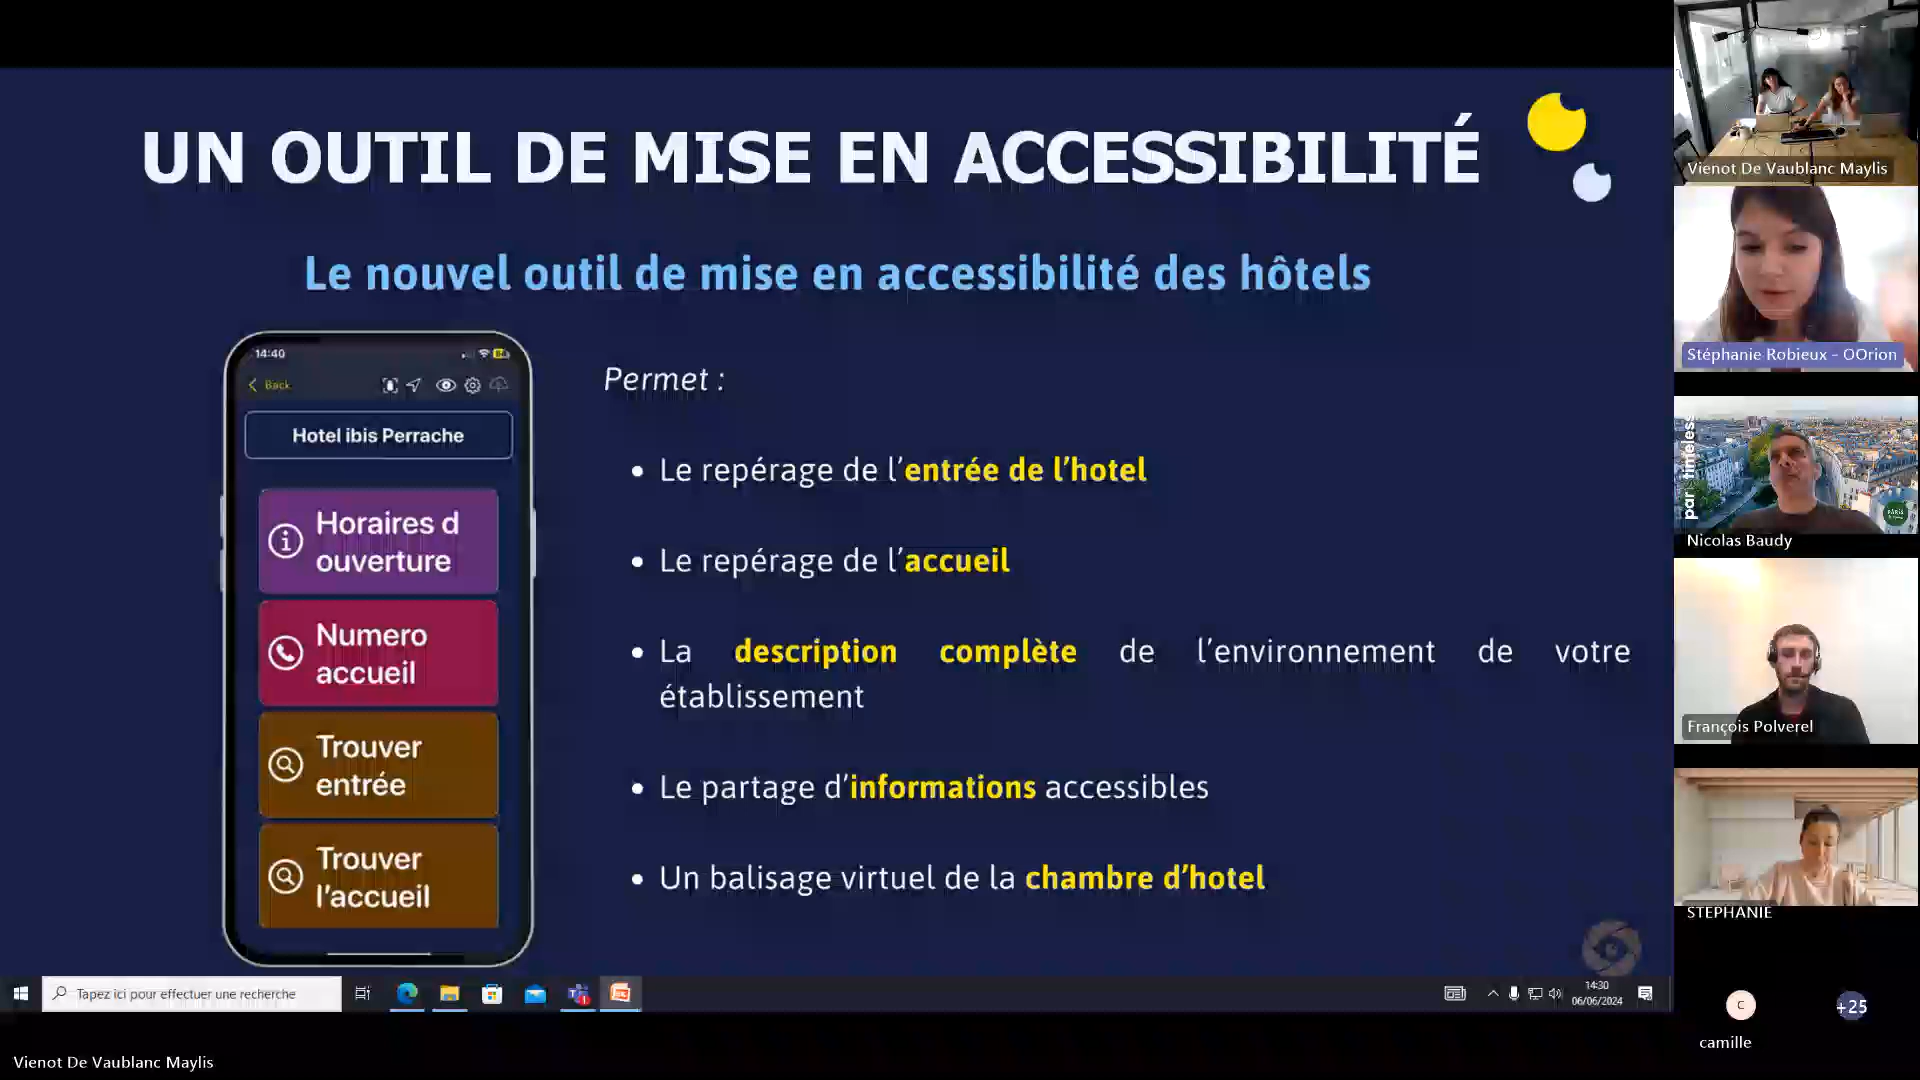 UN OUTIL DE MISE EN ACCESSIBILITÉ
Le nouvel outil de mise en accessibilité des hôtels
14:40
Back
Hotel ibis Perrache
Horaires d
ouverture
Numero
accueil
Trouver
entrée
Trouver
l'accueil
Permet :
• Le repérage de l'entrée de l'hotel
• Le repérage de l'accueil
• La description complète de l'environnement de votre
établissement
• Le partage d'informations accessibles
• Un balisage virtuel de la chambre d'hotel
Tapez ici pour effectuer une recherche
14:30
06/06/2024
Vienot De Vaublanc Maylis
Vienot De Vaublanc Maylis
Stéphanie Robieux - OOrion
Nicolas Baudy
François Polverel
STEPHANIE
C
camille
+25